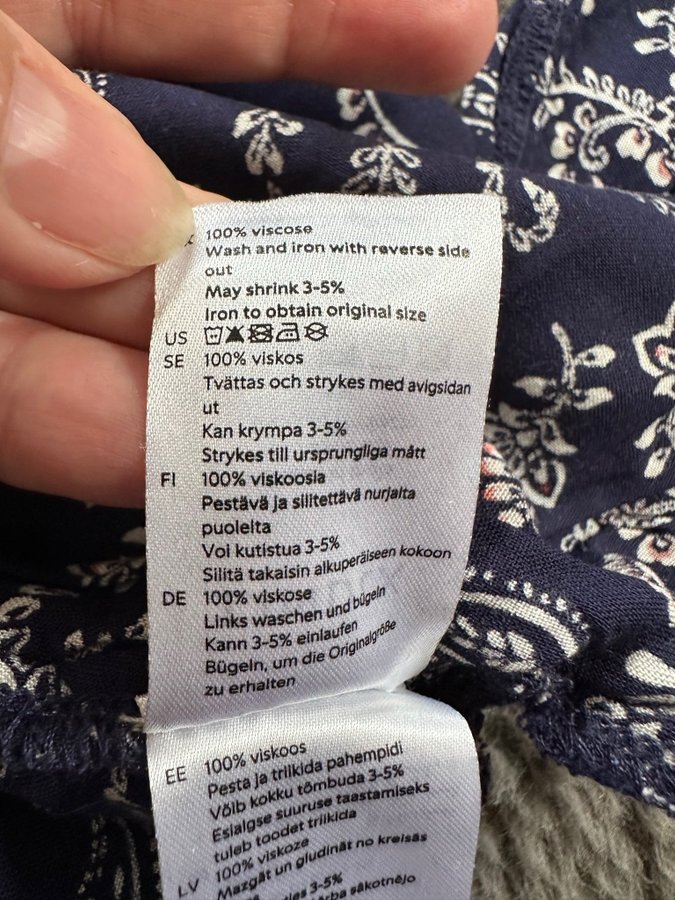 100% viscose
Wash and iron with reverse side
out
May shrink 3-5%
Iron to obtain original size
US
SE 100% viskos
Tvättas och strykes med avigsidan
ut
Kan krympa 3-5%
Strykes till ursprungliga mått
FI 100% viskoosia
Pestävä ja silitettävä nurjalta
puolelta
Voi kutistua 3-5%
Silitä takaisin alkuperäiseen kokoon
DE 100% viskose
Links waschen und bügeln
Kann 3-5% einlaufen
Bügeln, um die Originalgröße
zu erhalten
EE 100% viskoos
Pesta ja triikida pahempidi
Võib kokku tõmbuda 3-5%
Esialgse suuruse taastamiseks
tuleb toodet triikida
LV 100% viskoze
Mazgāt un gludināt no kreisās
3-5%